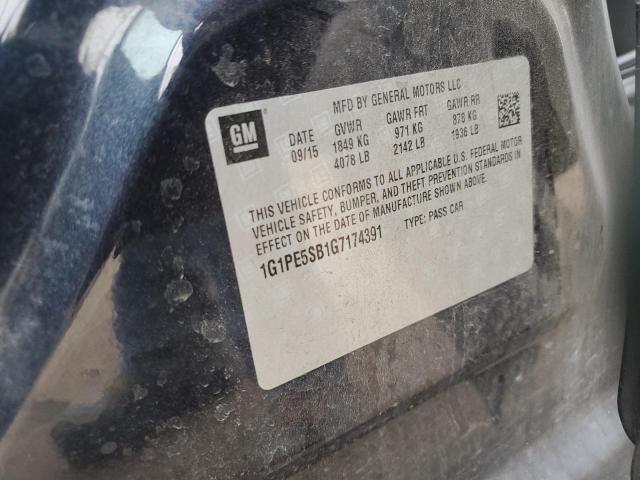 GM
MFD BY GENERAL MOTORS LLC
DATE GVWR GAWR FRT GAWR RR
09/15 1849 KG 971 KG 878 KG
4078 LB 2142 LB 1936 LB
THIS VEHICLE CONFORMS TO ALL APPLICABLE U.S. FEDERAL MOTOR
VEHICLE SAFETY, BUMPER, AND THEFT PREVENTION STANDARDS IN
EFFECT ON THE DATE OF MANUFACTURE SHOWN ABOVE.
1G1PE5SB1G7174391 TYPE: PASS CAR